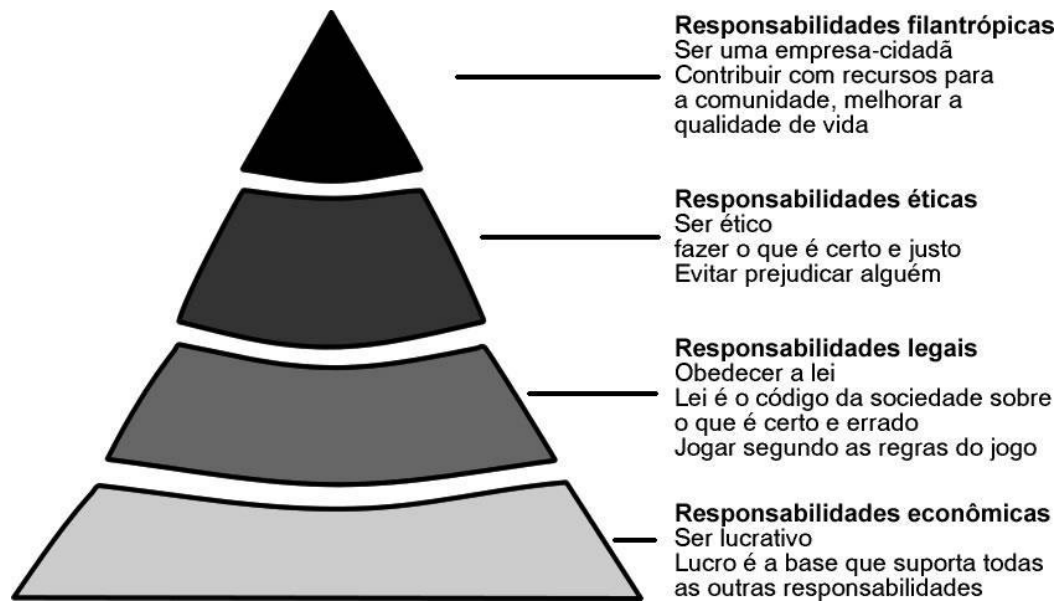 Responsabilidades filantrópicas
Ser uma empresa-cidadã
Contribuir com recursos para
a comunidade, melhorar a
qualidade de vida
Responsabilidades éticas
Ser ético
fazer o que é certo e justo
Evitar prejudicar alguém
Responsabilidades legais
Obedecer a lei
Lei é o código da sociedade sobre
o que é certo e errado
Jogar segundo as regras do jogo
Responsabilidades econômicas
Ser lucrativo
Lucro é a base que suporta todas
as outras responsabilidades